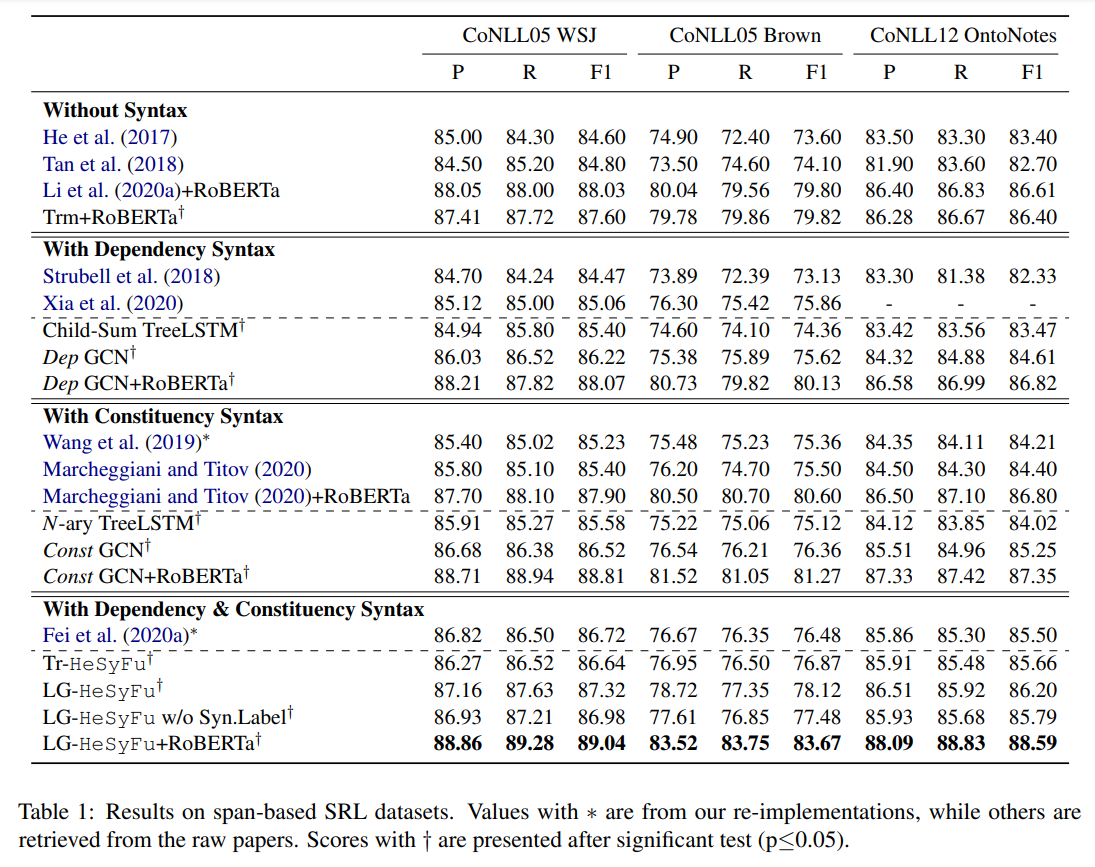 CoNLL05 WSJ CoNLL05 Brown CoNLL12 OntoNotes
P R F1 P R F1 P R F1
Without Syntax
He et al. (2017) 85.00 84.30 84.60 74.90 72.40 73.60 83.50 83.30 83.40
Tan et al. (2018) 84.50 85.20 84.80 73.50 74.60 74.10 81.90 83.60 82.70
Li et al. (2020a)+RoBERTa 88.05 88.00 88.03 80.04 79.56 79.80 86.40 86.83 86.61
Trm+RoBERTa† 87.41 87.72 87.60 79.78 79.86 79.82 86.28 86.67 86.40
With Dependency Syntax
Strubell et al. (2018) 84.70 84.24 84.47 73.89 72.39 73.13 83.30 81.38 82.33
Xia et al. (2020) 85.12 85.00 85.06 76.30 75.42 75.86 - - -
Child-Sum TreeLSTM† 84.94 85.80 85.40 74.60 74.10 74.36 83.42 83.56 83.47
Dep GCN† 86.03 86.52 86.22 75.38 75.89 75.62 84.32 84.88 84.61
Dep GCN+RoBERTa† 88.21 87.82 88.07 80.73 79.82 80.13 86.58 86.99 86.82
With Constituency Syntax
Wang et al. (2019)* 85.40 85.02 85.23 75.48 75.23 75.36 84.35 84.11 84.21
Marcheggiani and Titov (2020) 85.80 85.10 85.40 76.20 74.70 75.50 84.50 84.30 84.40
Marcheggiani and Titov (2020)+RoBERTa 87.70 88.10 87.90 80.50 80.70 80.60 86.50 87.10 86.80
N-ary TreeLSTM† 85.91 85.27 85.58 75.22 75.06 75.12 84.12 83.85 84.02
Const GCN† 86.68 86.38 86.52 76.54 76.21 76.36 85.51 84.96 85.25
Const GCN+RoBERTa† 88.71 88.94 88.81 81.52 81.05 81.27 87.33 87.42 87.35
With Dependency & Constituency Syntax
Fei et al. (2020a)* 86.82 86.50 86.72 76.67 76.35 76.48 85.86 85.30 85.50
Tr-HeSyFu† 86.27 86.52 86.64 76.95 76.50 76.87 85.91 85.48 85.66
LG-HeSyFu† 87.16 87.63 87.32 78.72 77.35 78.12 86.51 85.92 86.20
LG-HeSyFu w/o Syn.Label† 86.93 87.21 86.98 77.61 76.85 77.48 85.93 85.68 85.79
LG-HeSyFu+RoBERTa† 88.86 89.28 89.04 83.52 83.75 83.67 88.09 88.83 88.59
Table 1: Results on span-based SRL datasets. Values with ∗ are from our re-implementations, while others are
retrieved from the raw papers. Scores with † are presented after significant test (p≤0.05).